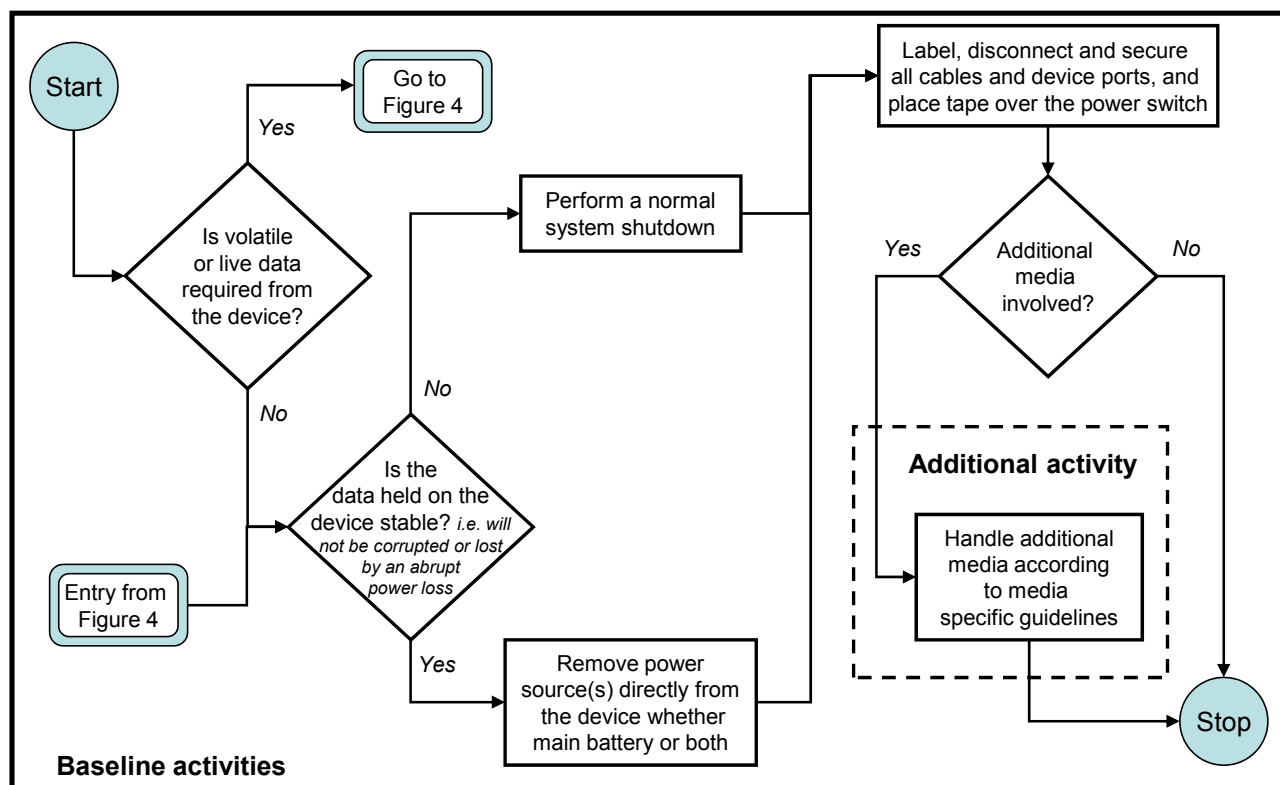 Start
Go to
Figure 4
Yes
Is volatile
or live data
required from
the device?
No
Entry from
Figure 4
Is the
data held on the
device stable? i.e. will
not be corrupted or lost
by an abrupt
power loss
No
Perform a normal
system shutdown
Yes
Remove power
source(s) directly from
the device whether
main battery or both
Label, disconnect and secure
all cables and device ports, and
place tape over the power switch
Additional
media
involved?
Yes
No
Additional activity
Handle additional
media according
to media
specific guidelines
Stop
Baseline activities